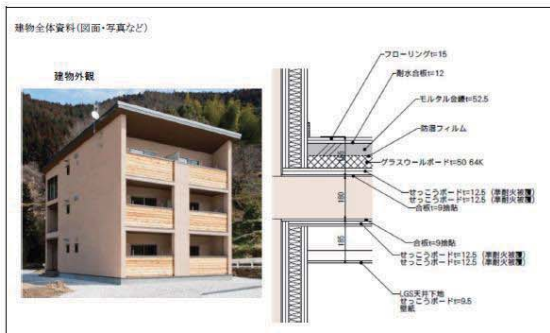 建物全体資料(図面・写真など)
建物外観
フローリングt=15
耐水合板t=12
モルタル金鏝t=52.5
防湿フィルム
グラスウールボードt=50 64K
せっこうボードt=12.5 (準耐火被覆)
せっこうボードt=12.5 (準耐火被覆)
合板t=9捨貼
180
合板t=9捨貼
せっこうボードt=12.5 (準耐火被覆)
せっこうボードt=12.5 (準耐火被覆)
LGS天井下地
せっこうボードt=9.5
壁紙